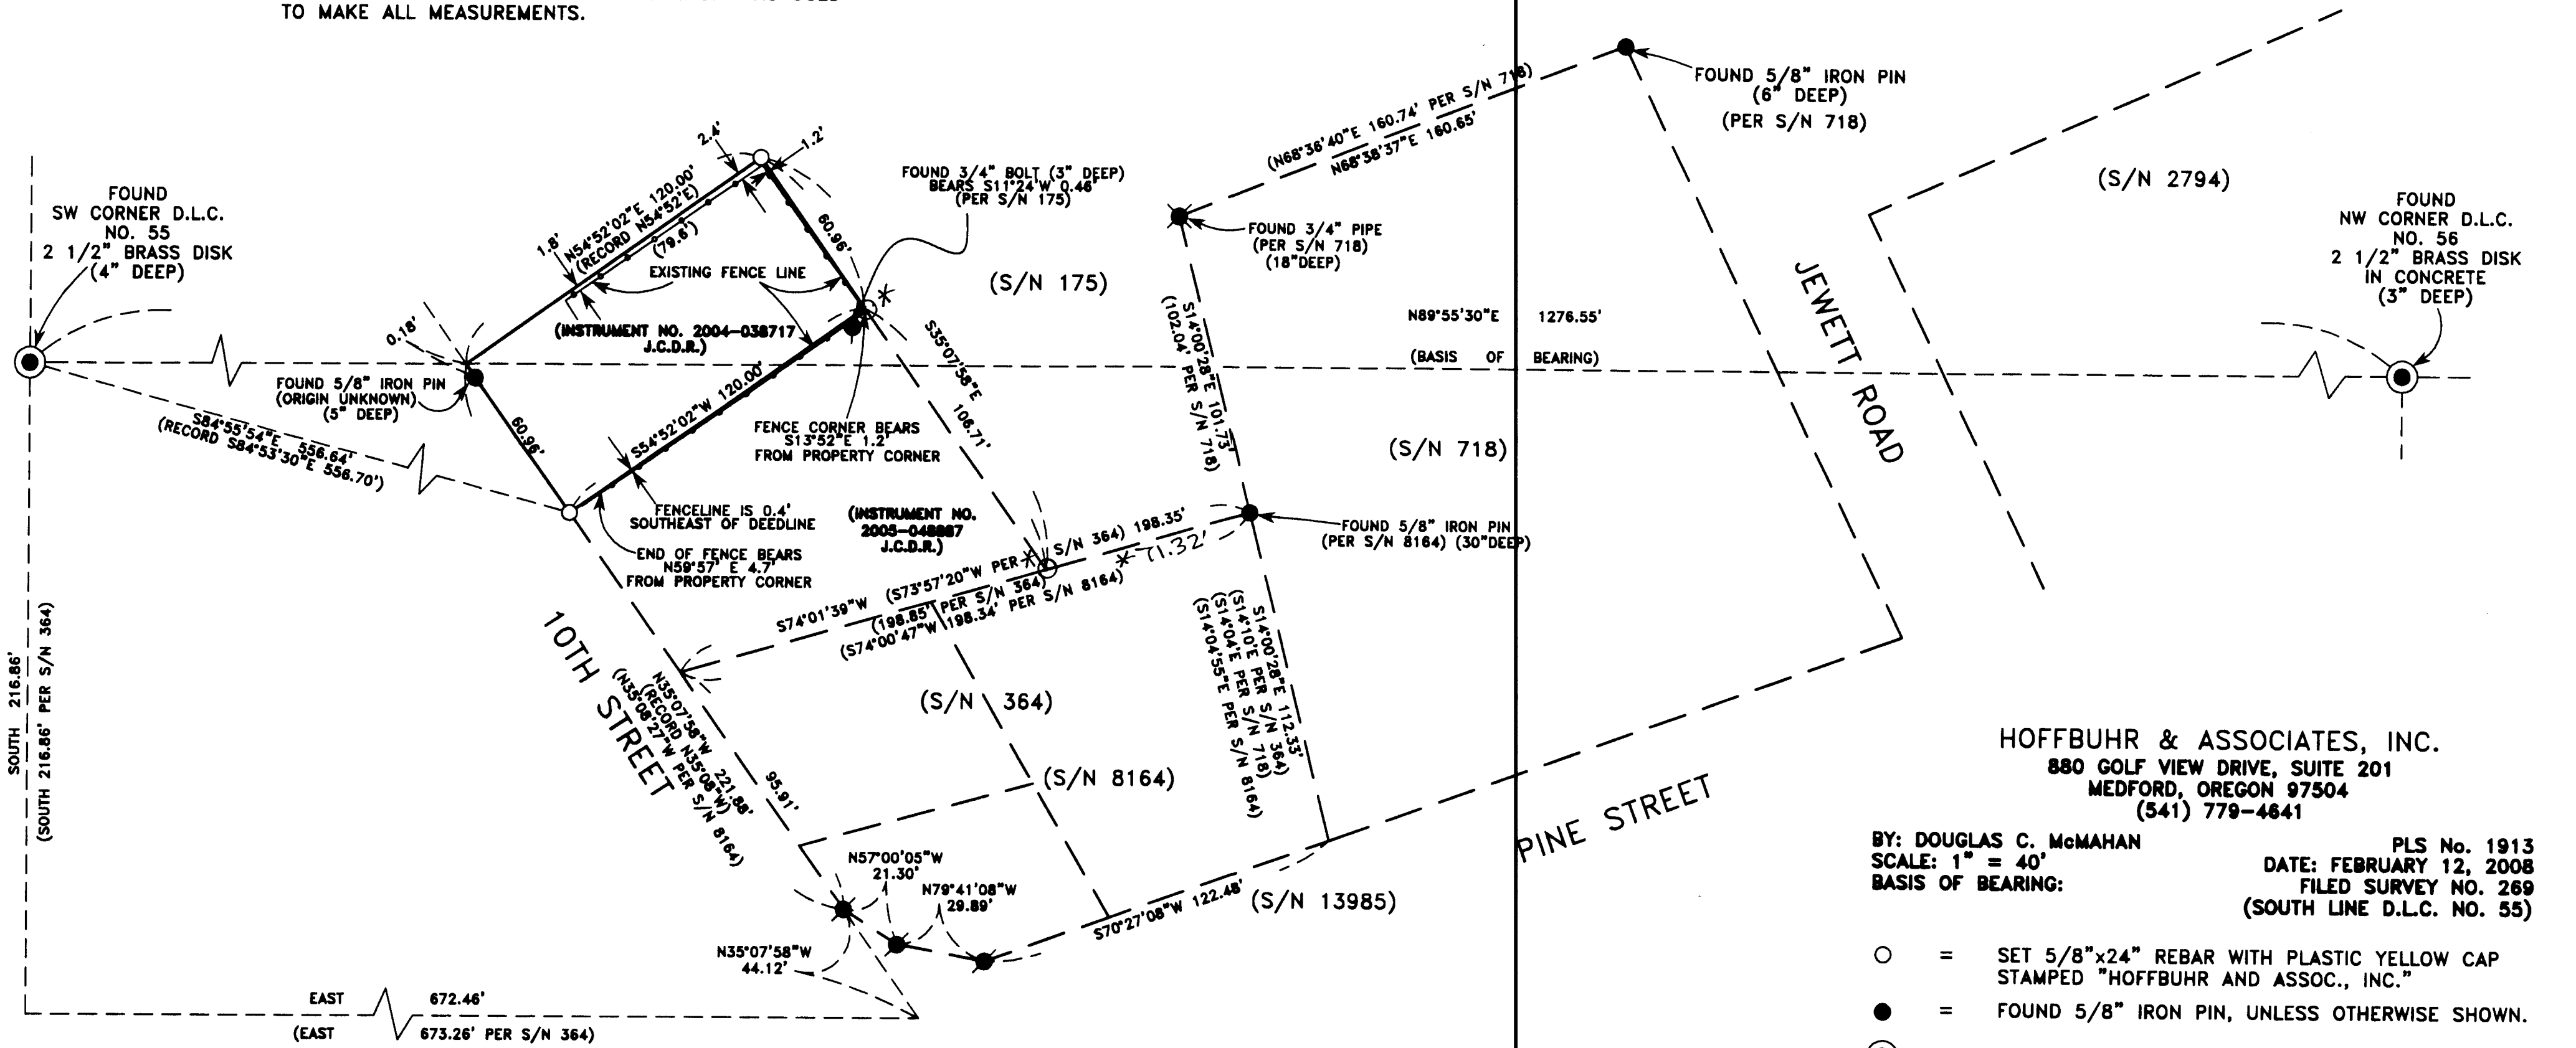 TO MAKE ALL MEASUREMENTS.
FOUND
SW CORNER D.L.C.
NO. 55
2 1/2" BRASS DISK
(4" DEEP)
2.4'
1.2'
1.8'
N54°52'02"E 120.00'
(RECORD N54°52'E)
(79.6')
60.96'
EXISTING FENCE LINE
(INSTRUMENT NO. 2004-038717
J.C.D.R.)
0.18'
FOUND 5/8" IRON PIN
(ORIGIN UNKNOWN)
(5" DEEP)
S84°55'54"E 556.64'
(RECORD S84°53'30"E 556.70')
60.96'
S54°52'02"W 120.00'
FOUND 3/4" BOLT (3" DEEP)
BEARS S11°24'W 0.46'
(PER S/N 175)
*
FENCE CORNER BEARS
S13°52"E 1.2'
FROM PROPERTY CORNER
FENCELINE IS 0.4'
SOUTHEAST OF DEEDLINE
END OF FENCE BEARS
N59°57' E 4.7'
FROM PROPERTY CORNER
(INSTRUMENT NO.
J.C.D.R.)
S35°07'58"E 106.71'
(S/N 175)
(N68°36'40"E 160.74' PER S/N 718)
N68°38'37"E 160.65'
FOUND 5/8" IRON PIN
(6" DEEP)
(PER S/N 718)
FOUND 3/4" PIPE
(PER S/N 718)
(18"DEEP)
S14°00'28"E 101.73'
(102.04' PER S/N 718)
N89°55'30"E 1276.55'
(BASIS OF BEARING)
(S/N 718)
JEWETT ROAD
(S/N 2794)
FOUND
NW CORNER D.L.C.
NO. 56
2 1/2" BRASS DISK
IN CONCRETE
(3" DEEP)
FOUND 5/8" IRON PIN
(PER S/N 8164) (30"DEEP)
S74°01'39"W (S73°57'20"W PER * S/N 364) 198.35'
* 71.32'
(198.85' PER S/N 364)
(S74°00'47"W 198.34' PER S/N 8164)
10TH STREET
N35°07'58"W 221.88'
(RECORD N35°08'W)
(N35°08'27"W PER S/N 8164)
95.91'
(S/N 364)
(S/N 8164)
S14°00'28"E 112.33'
(S14°10'E PER S/N 364)
(S14°04'E PER S/N 718)
(S14°04'55"E PER S/N 8164)
N57°00'05"W
21.30'
N79°41'08"W
29.89'
N35°07'58"W
44.12'
S70°27'08"W 122.48'
(S/N 13985)
PINE STREET
SOUTH 216.86'
(SOUTH 216.86' PER S/N 364)
EAST 672.46'
(EAST 673.26' PER S/N 364)
HOFFBUHR & ASSOCIATES, INC.
880 GOLF VIEW DRIVE, SUITE 201
MEDFORD, OREGON 97504
(541) 779-4641
BY: DOUGLAS C. McMAHAN PLS No. 1913
SCALE: 1" = 40' DATE: FEBRUARY 12, 2008
BASIS OF BEARING: FILED SURVEY NO. 269
(SOUTH LINE D.L.C. NO. 55)
= SET 5/8"x24" REBAR WITH PLASTIC YELLOW CAP
STAMPED "HOFFBUHR AND ASSOC., INC."
= FOUND 5/8" IRON PIN, UNLESS OTHERWISE SHOWN.